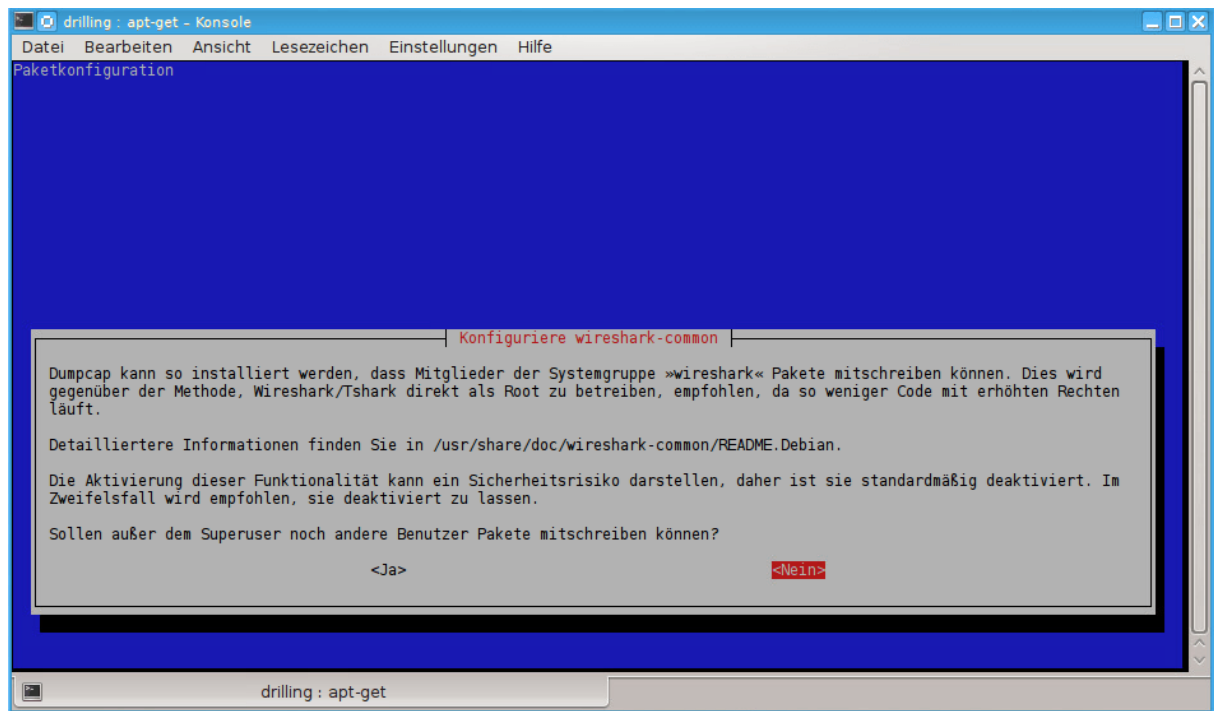 drilling : apt-get – Konsole
Datei Bearbeiten Ansicht Lesezeichen Einstellungen Hilfe
Paketkonfiguration
Konfiguriere wireshark-common
Dumpcap kann so installiert werden, dass Mitglieder der Systemgruppe »wireshark« Pakete mitschreiben können. Dies wird
gegenüber der Methode, Wireshark/Tshark direkt als Root zu betreiben, empfohlen, da so weniger Code mit erhöhten Rechten
läuft.
Detailliertere Informationen finden Sie in /usr/share/doc/wireshark-common/README.Debian.
Die Aktivierung dieser Funktionalität kann ein Sicherheitsrisiko darstellen, daher ist sie standardmäßig deaktiviert. Im
Zweifelsfall wird empfohlen, sie deaktiviert zu lassen.
Sollen außer dem Superuser noch andere Benutzer Pakete mitschreiben können?
<Ja> <Nein>
drilling : apt-get